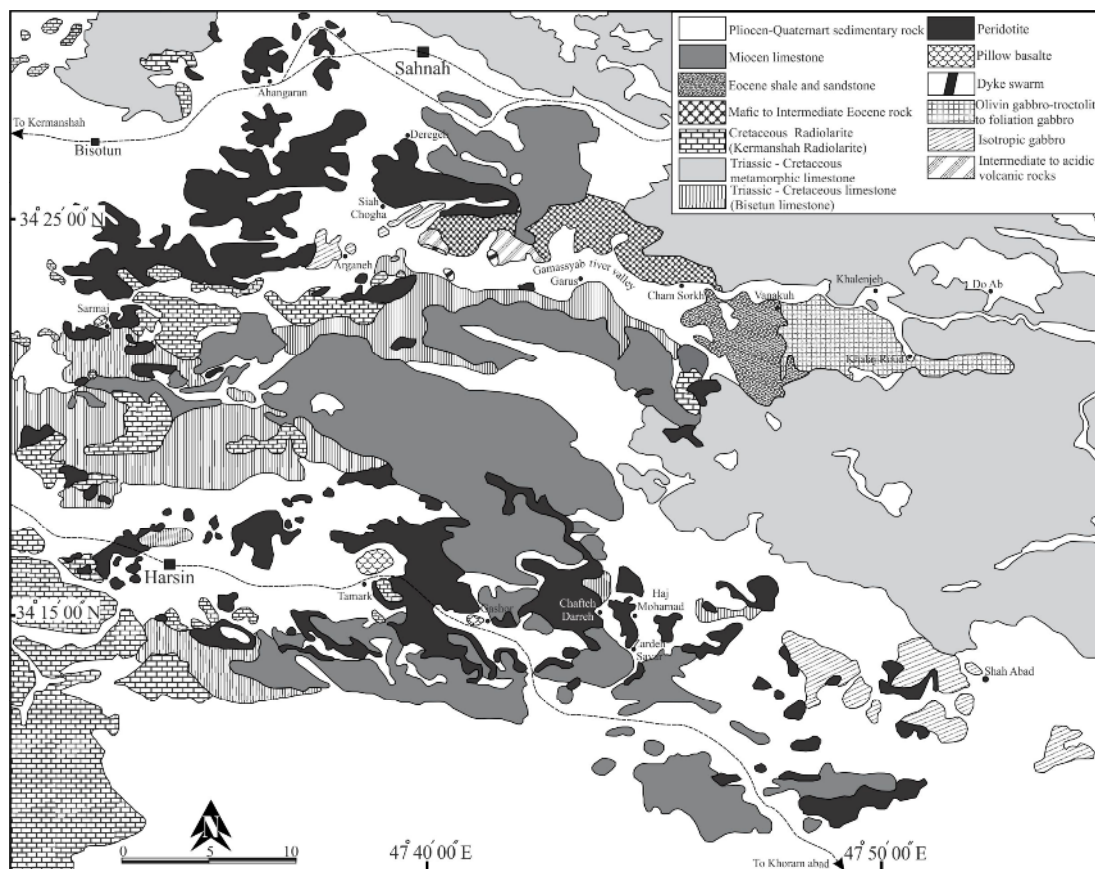 Pliocen-Quaternart sedimentary rock
Miocen limestone
Eocene shale and sandstone
Mafic to Intermediate Eocene rock
Cretaceous Radiolarite
(Kermanshah Radiolarite)
Triassic - Cretaceous
metamorphic limestone
Triassic - Cretaceous limestone
(Bisetun limestone)
Peridotite
Pillow basalte
Dyke swarm
Olivin gabbro-troctolit
to foliation gabbro
Isotropic gabbro
Intermediate to acidic
volcanic rocks
Sahnah
Ahangaran
To Kermanshah
Bisotun
Deregeh
Siah
Chogha
34° 25' 00" N
Arganeh
Gamassyab river valley
Garus
Cham Sorkh
Vanakuh
Khalenjeh
Do Ab
Sarmaj
Harsin
Tamark
34° 15' 00" N
Gashor
Chafteh
Darreh
Haj
Mohamad
Zardeh
Savar
Shah Abad
N
0 5 10
47° 40' 00" E
47° 50' 00" E
To Khoram abad